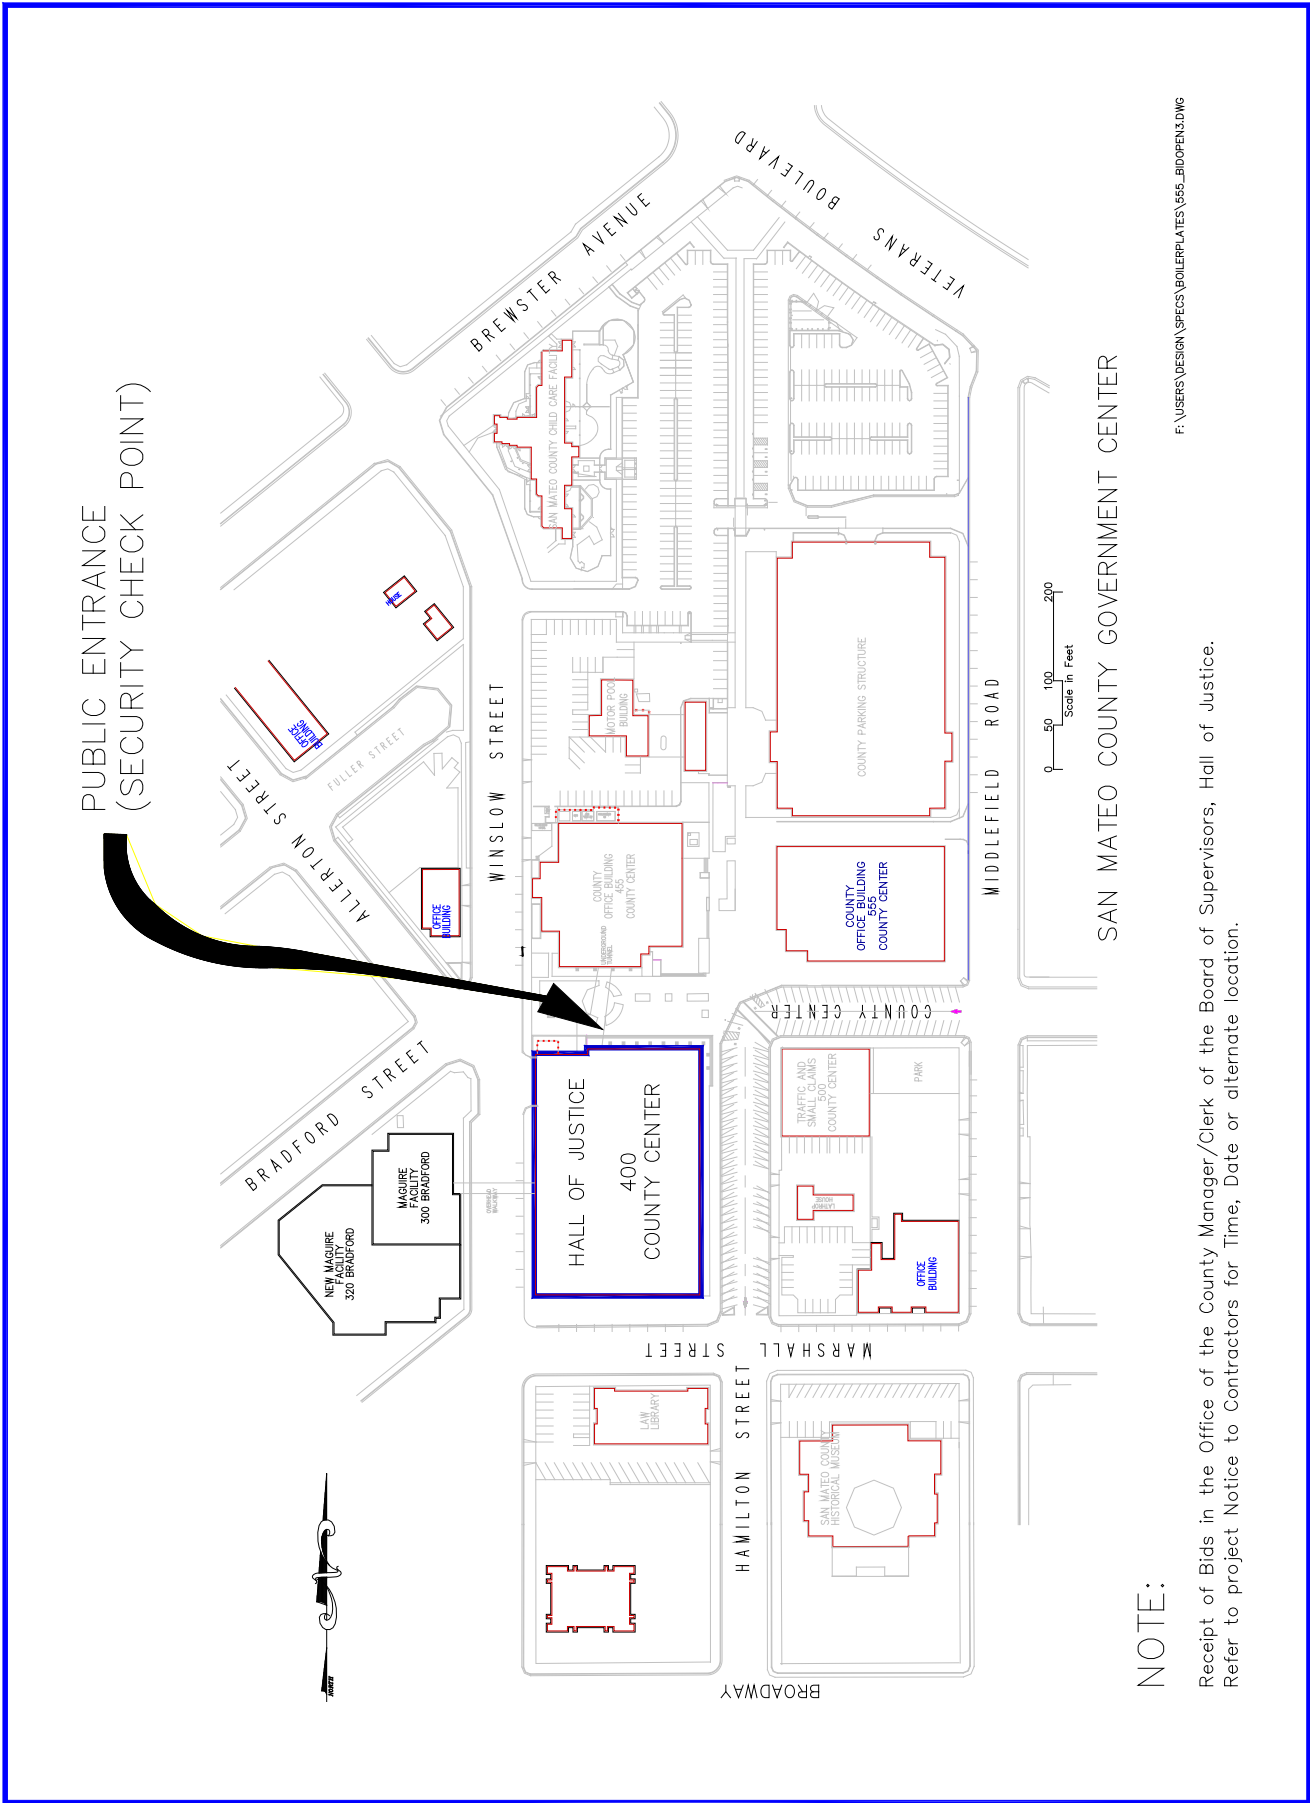 PUBLIC ENTRANCE
(SECURITY CHECK POINT)
BREWSTER AVENUE
VETERANS BOULEVARD
SAN MATEO COUNTY CHILD CARE FACILITY
HOUSE
OFFICE
BUILDING
FULLER STREET
ALLERTON STREET
WINSLOW STREET
MOTOR POOL
BUILDING
COUNTY PARKING STRUCTURE
MIDDLEFIELD ROAD
OFFICE
BUILDING
COUNTY
OFFICE BUILDING
455
COUNTY CENTER
UNDERGROUND
TUNNEL
COUNTY
OFFICE BUILDING
555
COUNTY CENTER
COUNTY CENTER
BRADFORD STREET
MAGUIRE
FACILITY
300 BRADFORD
NEW MAGUIRE
FACILITY
320 BRADFORD
OVERHEAD
WALKWAY
HALL OF JUSTICE
400
COUNTY CENTER
TRAFFIC AND
SMALL CLAIMS
500
COUNTY CENTER
PARK
LATHROP
HOUSE
OFFICE
BUILDING
MARSHALL STREET
HAMILTON STREET
LAW
LIBRARY
SAN MATEO COUNTY
HISTORICAL MUSEUM
BROADWAY
NORTH
0 50 100 200
Scale in Feet
SAN MATEO COUNTY GOVERNMENT CENTER
NOTE:
Receipt of Bids in the Office of the County Manager/Clerk of the Board of Supervisors, Hall of Justice.
Refer to project Notice to Contractors for Time, Date or alternate location.
F:\USERS\DESIGN\SPECS\BOILERPLATES\555_BIDOPEN3.DWG